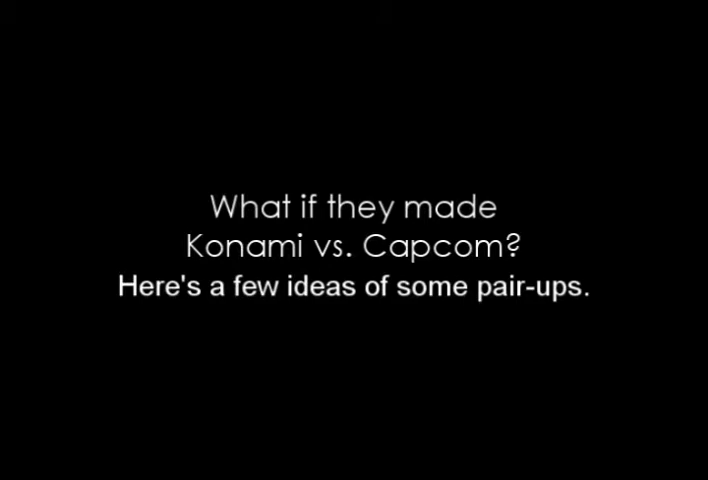 What if they made
Konami vs. Capcom?
Here's a few ideas of some pair-ups.